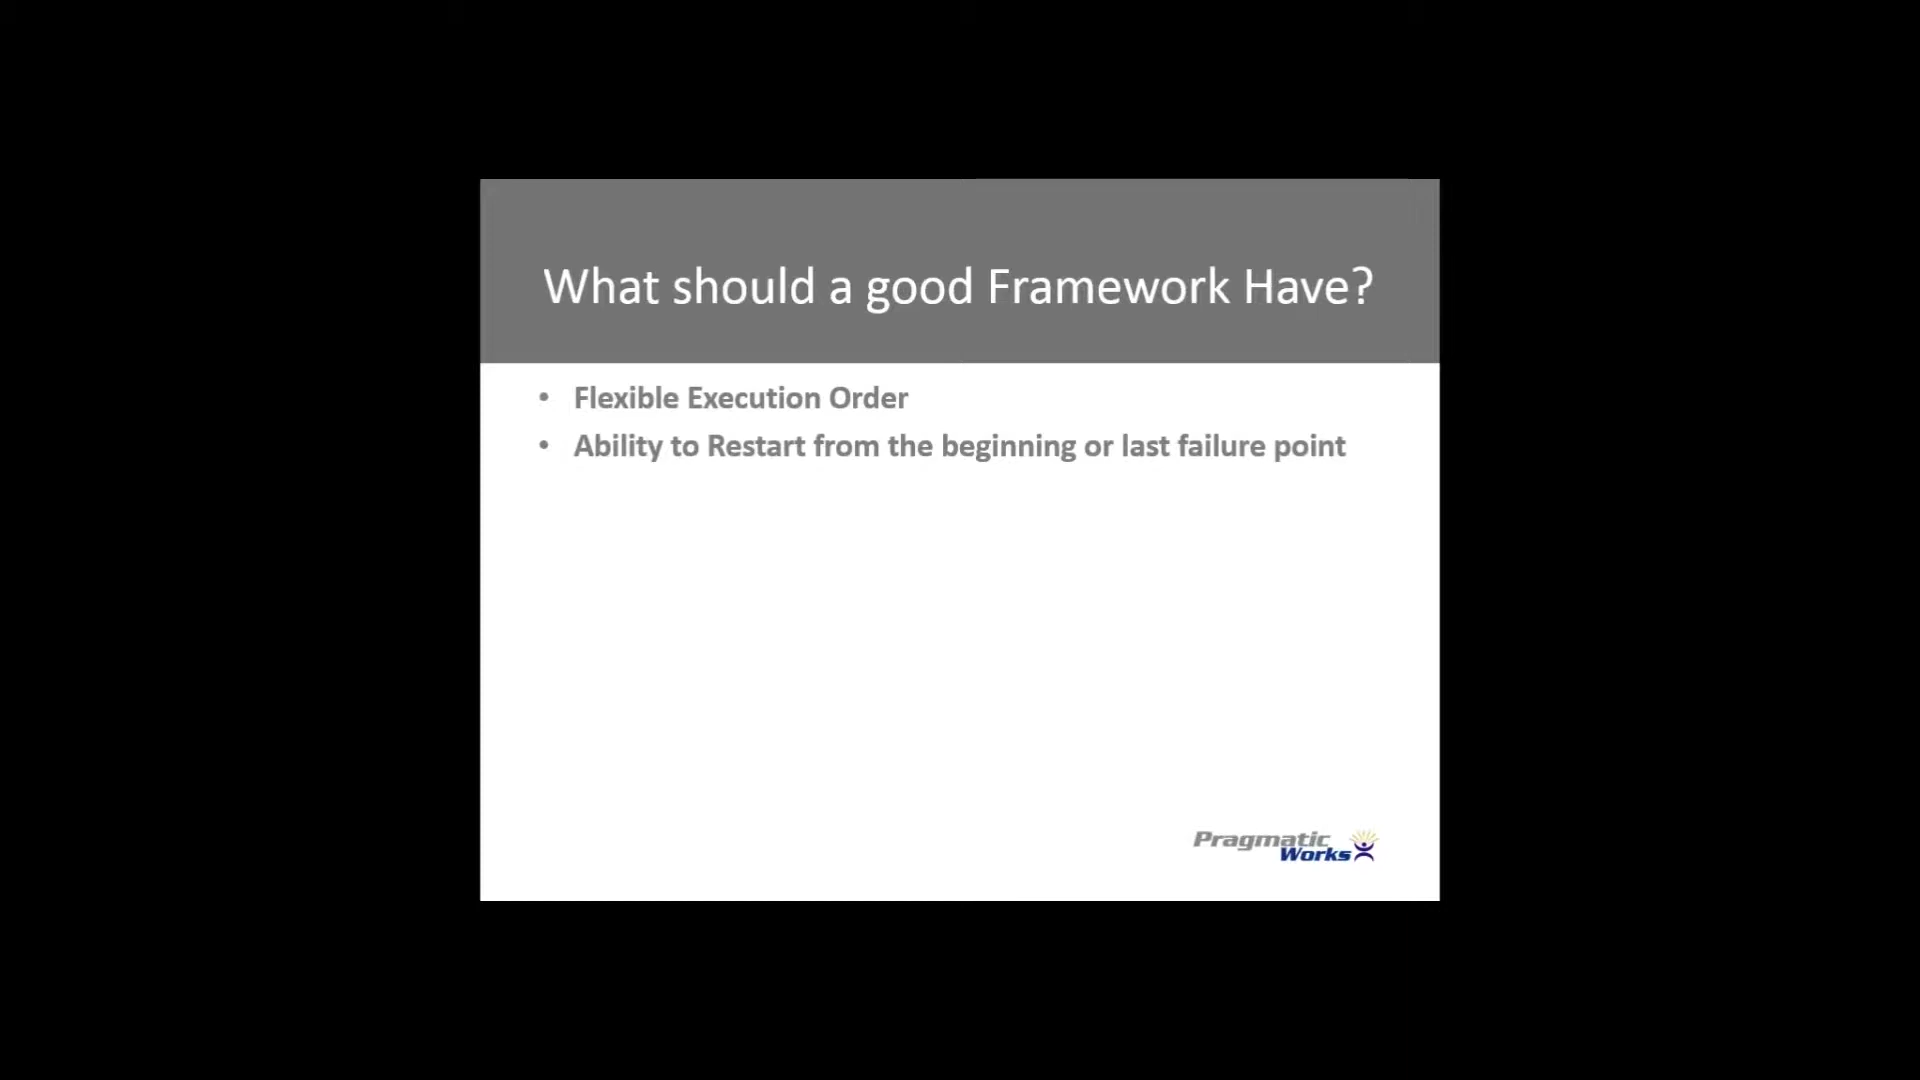 What should a good Framework Have?
• Flexible Execution Order
• Ability to Restart from the beginning or last failure point
Pragmatic
Works